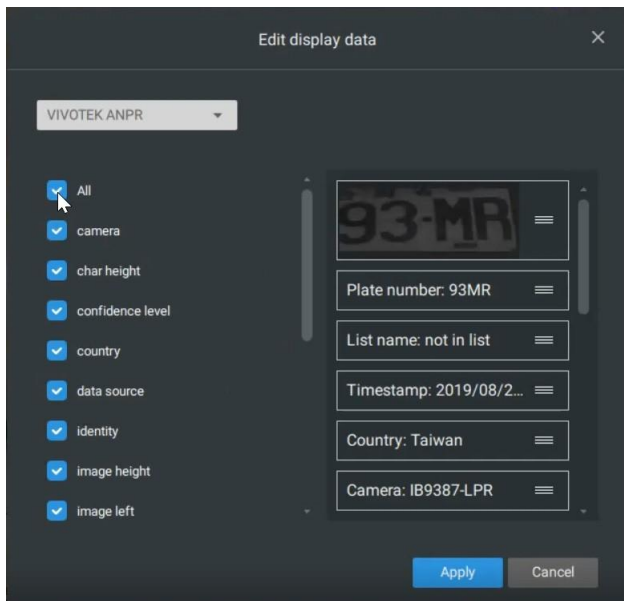 Edit display data
VIVOTEK ANPR
All
camera
char height
confidence level
country
data source
identity
image height
image left
93-MR
Plate number: 93MR
List name: not in list
Timestamp: 2019/08/2...
Country: Taiwan
Camera: IB9387-LPR
Apply
Cancel